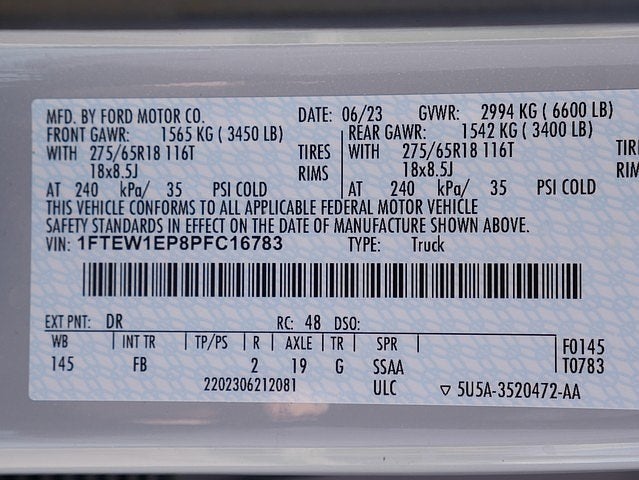 MFD. BY FORD MOTOR CO. DATE: 06/23 GVWR: 2994 KG ( 6600 LB)
FRONT GAWR: 1565 KG ( 3450 LB) REAR GAWR: 1542 KG ( 3400 LB)
WITH 275/65R18 116T TIRES WITH 275/65R18 116T
18x8.5J RIMS 18x8.5J
AT 240 kPa/ 35 PSI COLD AT 240 kPa/ 35 PSI COLD
THIS VEHICLE CONFORMS TO ALL APPLICABLE FEDERAL MOTOR VEHICLE
SAFETY STANDARDS IN EFFECT ON THE DATE OF MANUFACTURE SHOWN ABOVE.
VIN: 1FTEW1EP8PFC16783 TYPE: Truck
EXT PNT: DR RC: 48 DSO:
WB INT TR TP/PS R AXLE TR SPR F0145
145 FB 2 19 G SSAA T0783
2202306212081 ULC ▽ 5U5A-3520472-AA